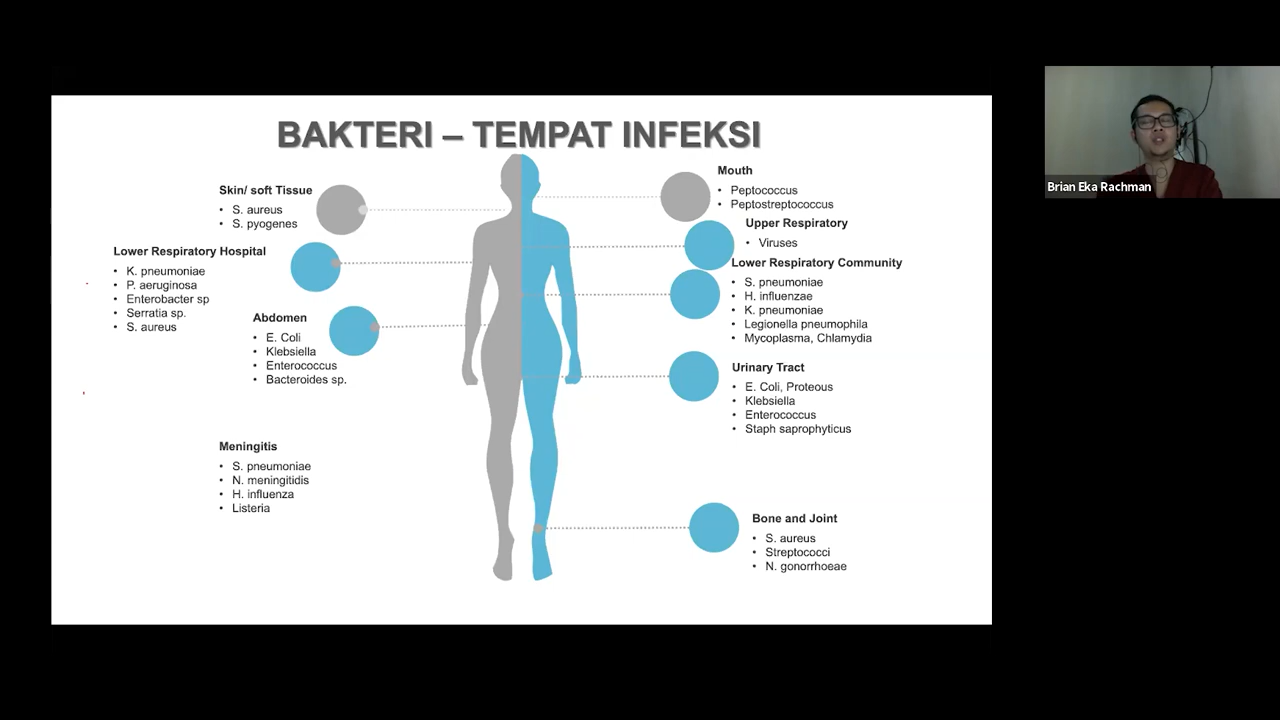 BAKTERI – TEMPAT INFEKSI
Skin/ soft Tissue
• S. aureus
• S. pyogenes
Lower Respiratory Hospital
• K. pneumoniae
• P. aeruginosa
• Enterobacter sp
• Serratia sp.
• S. aureus
Abdomen
• E. Coli
• Klebsiella
• Enterococcus
• Bacteroides sp.
Meningitis
• S. pneumoniae
• N. meningitidis
• H. influenza
• Listeria
Mouth
• Peptococcus
• Peptostreptococcus
Upper Respiratory
• Viruses
Lower Respiratory Community
• S. pneumoniae
• H. influenzae
• K. pneumoniae
• Legionella pneumophila
• Mycoplasma, Chlamydia
Urinary Tract
• E. Coli, Proteous
• Klebsiella
• Enterococcus
• Staph saprophyticus
Bone and Joint
• S. aureus
• Streptococci
• N. gonorrhoeae
Brian Eka Rachman